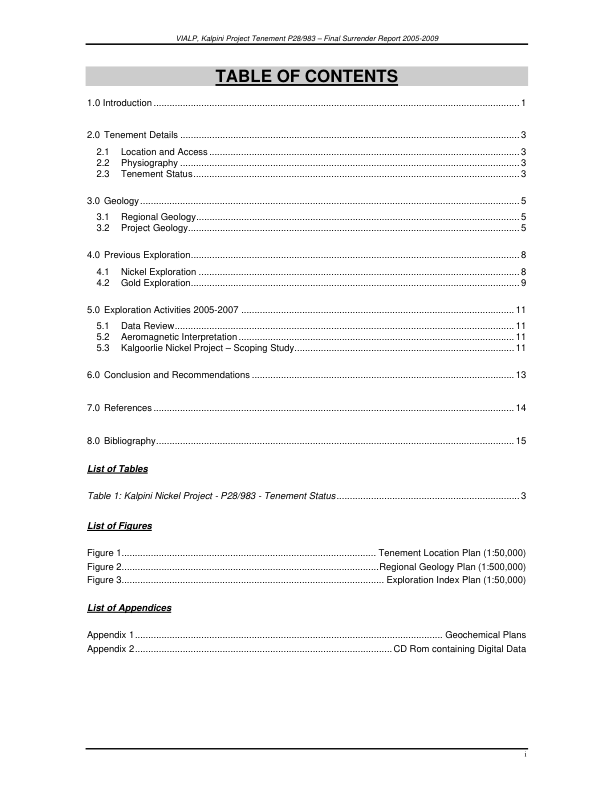 VIALP, Kalpini Project Tenement P28/983 – Final Surrender Report 2005-2009
TABLE OF CONTENTS
1.0 Introduction ... 1
2.0 Tenement Details ... 3
2.1 Location and Access ... 3
2.2 Physiography ... 3
2.3 Tenement Status ... 3
3.0 Geology ... 5
3.1 Regional Geology ... 5
3.2 Project Geology ... 5
4.0 Previous Exploration ... 8
4.1 Nickel Exploration ... 8
4.2 Gold Exploration ... 9
5.0 Exploration Activities 2005-2007 ... 11
5.1 Data Review ... 11
5.2 Aeromagnetic Interpretation ... 11
5.3 Kalgoorlie Nickel Project – Scoping Study ... 11
6.0 Conclusion and Recommendations ... 13
7.0 References ... 14
8.0 Bibliography ... 15
List of Tables
Table 1: Kalpini Nickel Project - P28/983 - Tenement Status ... 3
List of Figures
Figure 1 ... Tenement Location Plan (1:50,000)
Figure 2 ... Regional Geology Plan (1:500,000)
Figure 3 ... Exploration Index Plan (1:50,000)
List of Appendices
Appendix 1 ... Geochemical Plans
Appendix 2 ... CD Rom containing Digital Data
i